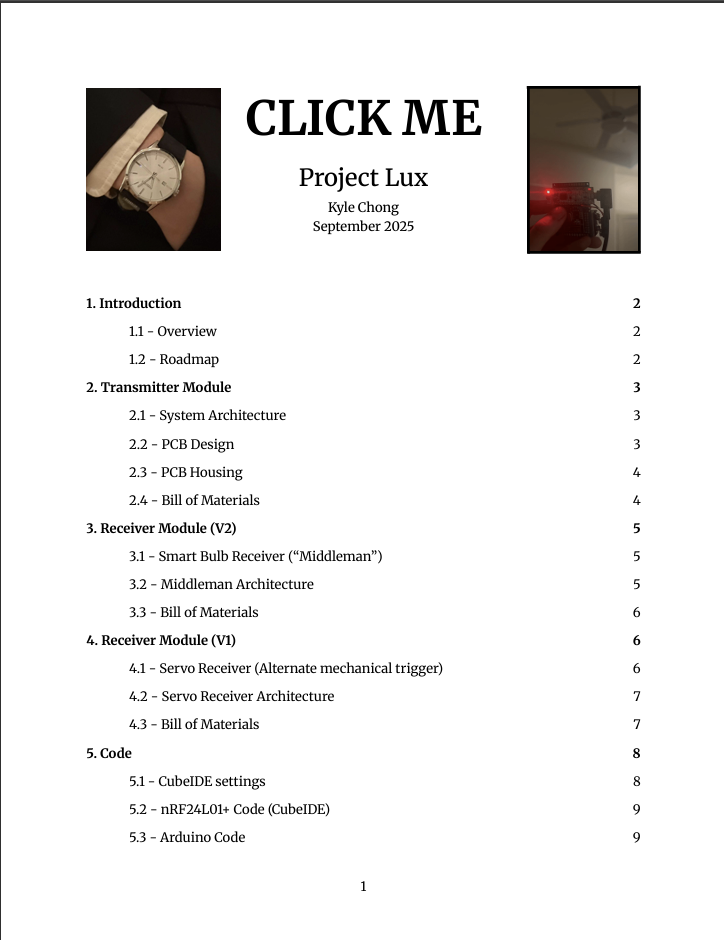 CLICK ME
Project Lux
Kyle Chong
September 2025
1. Introduction 2
1.1 - Overview 2
1.2 - Roadmap 2
2. Transmitter Module 3
2.1 - System Architecture 3
2.2 - PCB Design 3
2.3 - PCB Housing 4
2.4 - Bill of Materials 4
3. Receiver Module (V2) 5
3.1 - Smart Bulb Receiver (“Middleman”) 5
3.2 - Middleman Architecture 5
3.3 - Bill of Materials 6
4. Receiver Module (V1) 6
4.1 - Servo Receiver (Alternate mechanical trigger) 6
4.2 - Servo Receiver Architecture 7
4.3 - Bill of Materials 7
5. Code 8
5.1 - CubeIDE settings 8
5.2 - nRF24L01+ Code (CubeIDE) 9
5.3 - Arduino Code 9
1